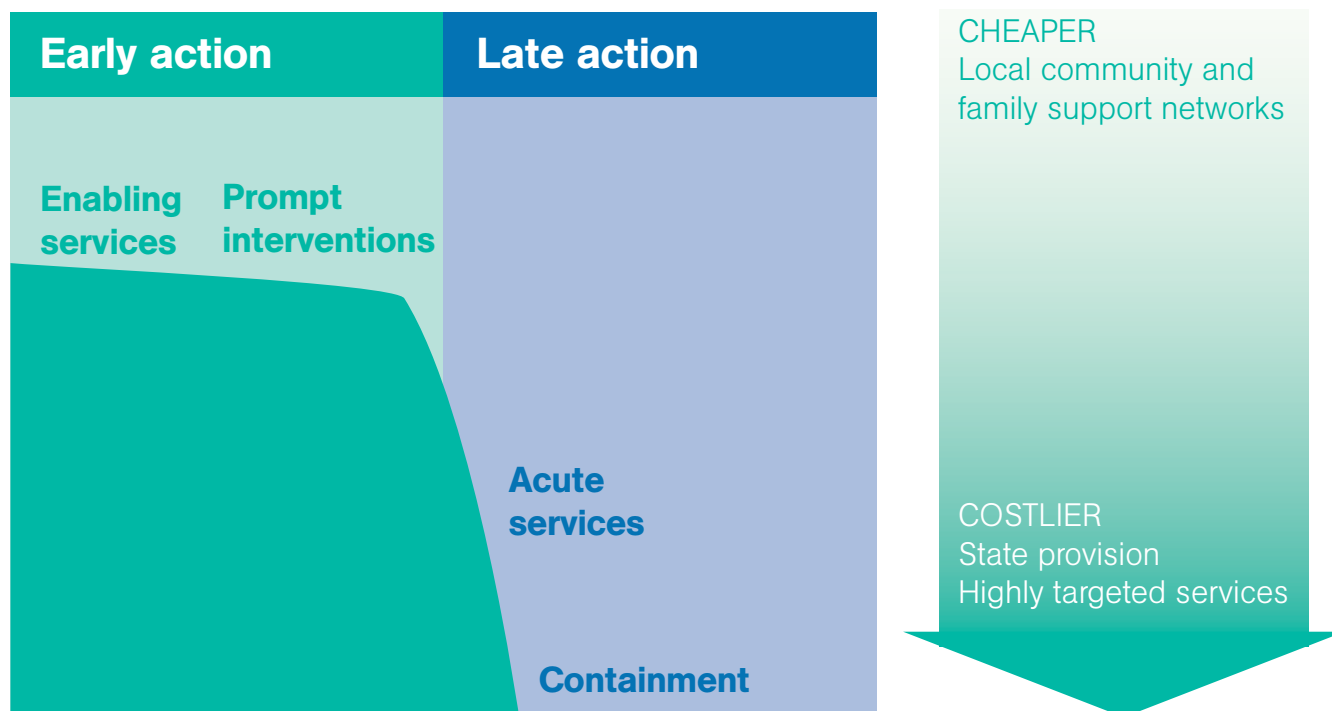 Early action
Late action
Enabling
services
Prompt
interventions
Acute
services
Containment
CHEAPER
Local community and
family support networks
COSTLIER
State provision
Highly targeted services